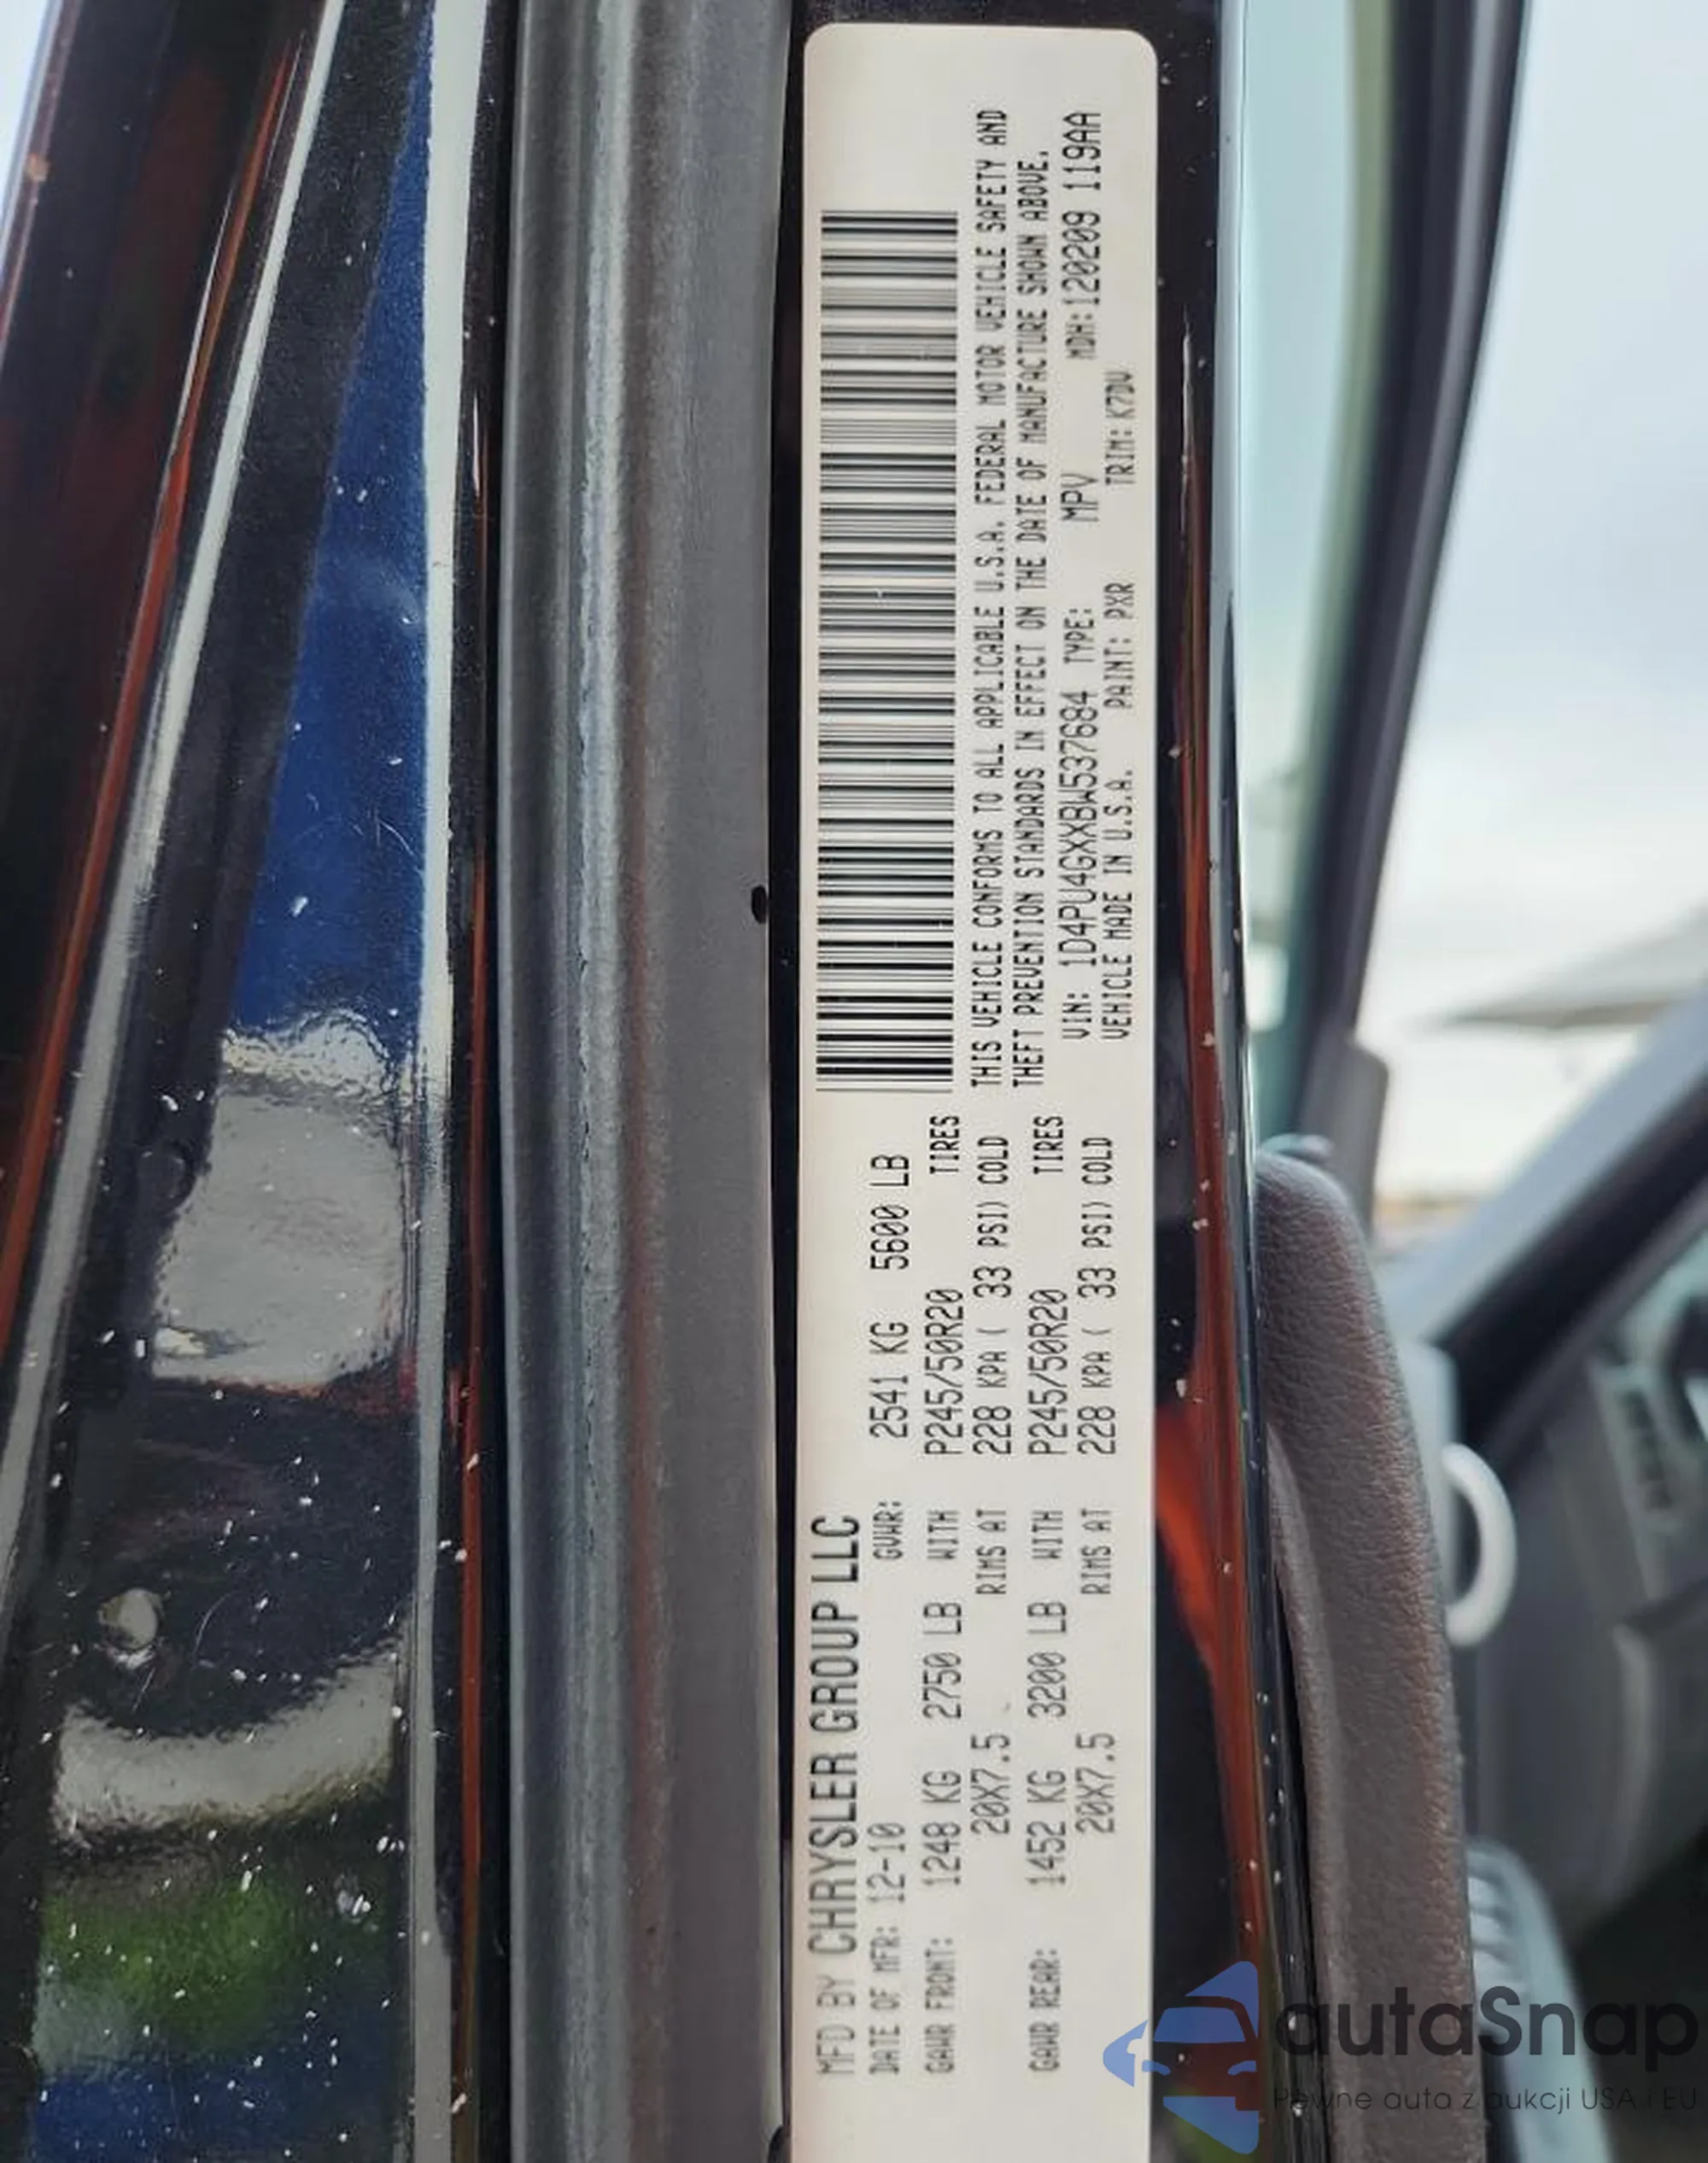 MFD BY CHRYSLER GROUP LLC
DATE OF MFR: 12-10 GVWR: 2541 KG 5600 LB
GAWR FRONT: 1248 KG 2750 LB WITH P245/50R20 TIRES
20X7.5 RIMS AT 228 KPA ( 33 PSI) COLD
GAWR REAR: 1452 KG 3200 LB WITH P245/50R20 TIRES
20X7.5 RIMS AT 228 KPA ( 33 PSI) COLD
THIS VEHICLE CONFORMS TO ALL APPLICABLE U.S.A. FEDERAL MOTOR VEHICLE SAFETY AND
THEFT PREVENTION STANDARDS IN EFFECT ON THE DATE OF MANUFACTURE SHOWN ABOVE.
VIN: 1D4PU4GXXBW537684 TYPE: MPV MDH: 120209 119AA
VEHICLE MADE IN U.S.A. PAINT: PXR TRIM: K7DV
autaSnap
Pewne auta z aukcji USA i EU